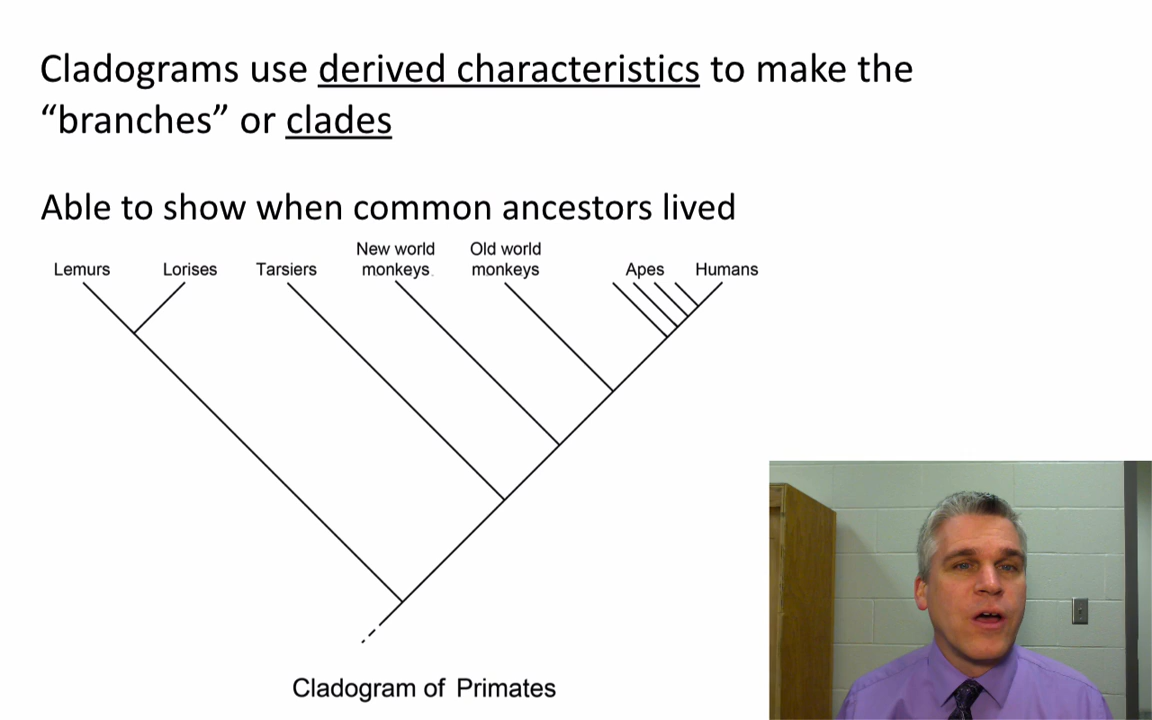 Cladograms use derived characteristics to make the
“branches” or clades
Able to show when common ancestors lived
Lemurs
Lorises
Tarsiers
New world
monkeys
Old world
monkeys
Apes
Humans
Cladogram of Primates